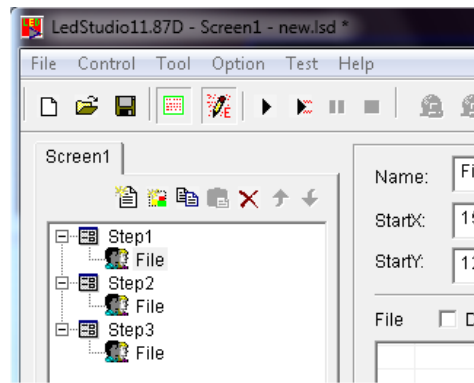 LedStudio11.87D - Screen1 - new.lsd *
File Control Tool Option Test Help
Screen1
Step1
File
Step2
File
Step3
File
Name:
StartX:
StartY:
File